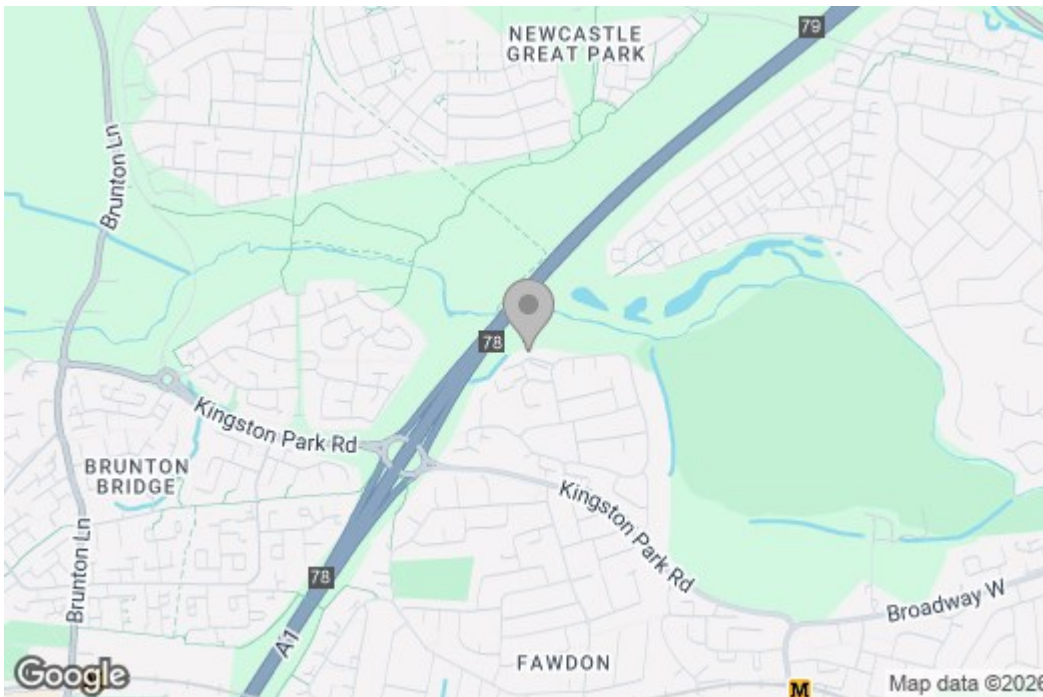 NEWCASTLE
GREAT PARK
79
Brunton Ln
78
Kingston Park Rd
BRUNTON
BRIDGE
Kingston Park Rd
78
Brunton Ln
Broadway W
A1
FAWDON
Google
M
Map data ©2026